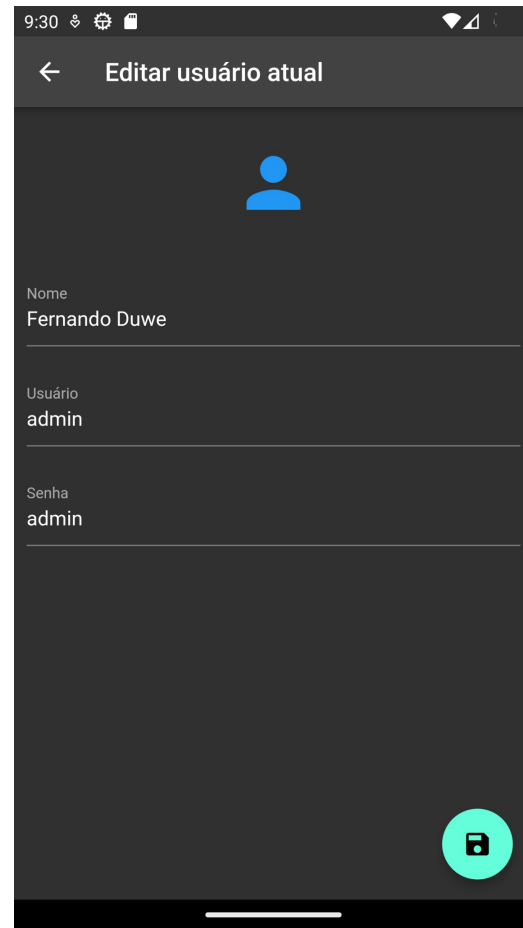 9:30
Editar usuário atual
Nome
Fernando Duwe
Usuário
admin
Senha
admin